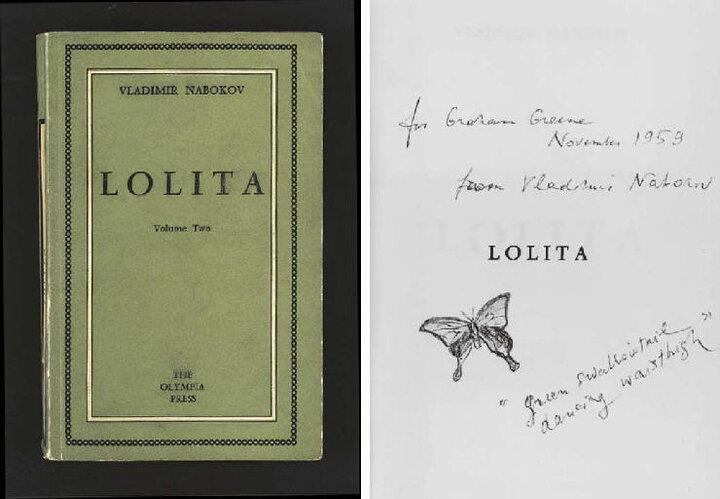 VLADIMIR NABOKOV
LOLITA
Volume Two
THE
OLYMPIA
PRESS
for Graham Greene
November 1959
from Vladimir Nabokov
LOLITA
" green swallowtail
dancing waisthigh "